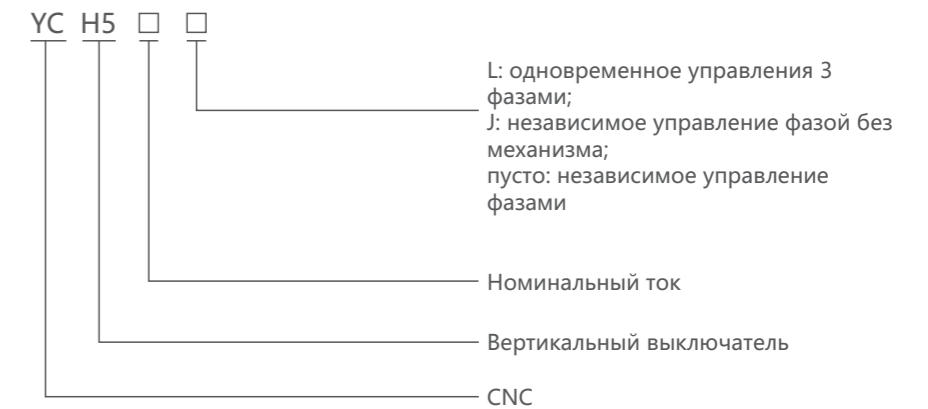 YC H5 □ □
L: одновременное управления 3
фазами;
J: независимое управление фазой без
механизма;
пусто: независимое управление
фазами
Номинальный ток
Вертикальный выключатель
CNC